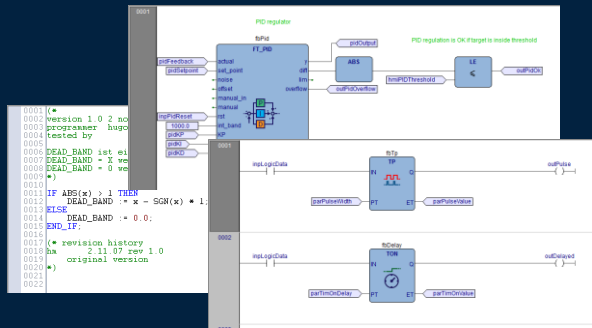 0001
PID regulator
fbPid
FT_PID
pidFeedback
pidSetpoint
inpPidReset
1000.0
pidKP
pidKI
pidKD
actual
set_point
noise
offset
manual_in
manual
rst
int_band
KP
y
diff
lim
overflow
pidOutput
outPidOverflow
ABS
PID regulation is OK if target is inside threshold
hmiPIDThreshold
LE
≤
outPidOk
P
I
D
0001 (*
0002 version 1.0 2 no
0003 programmer hugo
0004 tested by
0005
0006 DEAD_BAND ist ei
0007 DEAD_BAND = X we
0008 DEAD_BAND = 0 we
0009 *)
0010
0011 IF ABS(x) > 1 THEN
0012 DEAD_BAND := x - SGN(x) * 1;
0013 ELSE
0014 DEAD_BAND := 0.0;
0015 END_IF;
0016
0017 (* revision history
0018 hm 2.11.07 rev 1.0
0019 original version
0020 *)
0021
0022
0001
inpLogicData
fbTp
TP
IN
Q
PT
ET
parPulseWidth
parPulseValue
outPulse
0002
inpLogicData
fbDelay
TON
IN
Q
PT
ET
parTimOnDelay
parTimOnValue
outDelayed